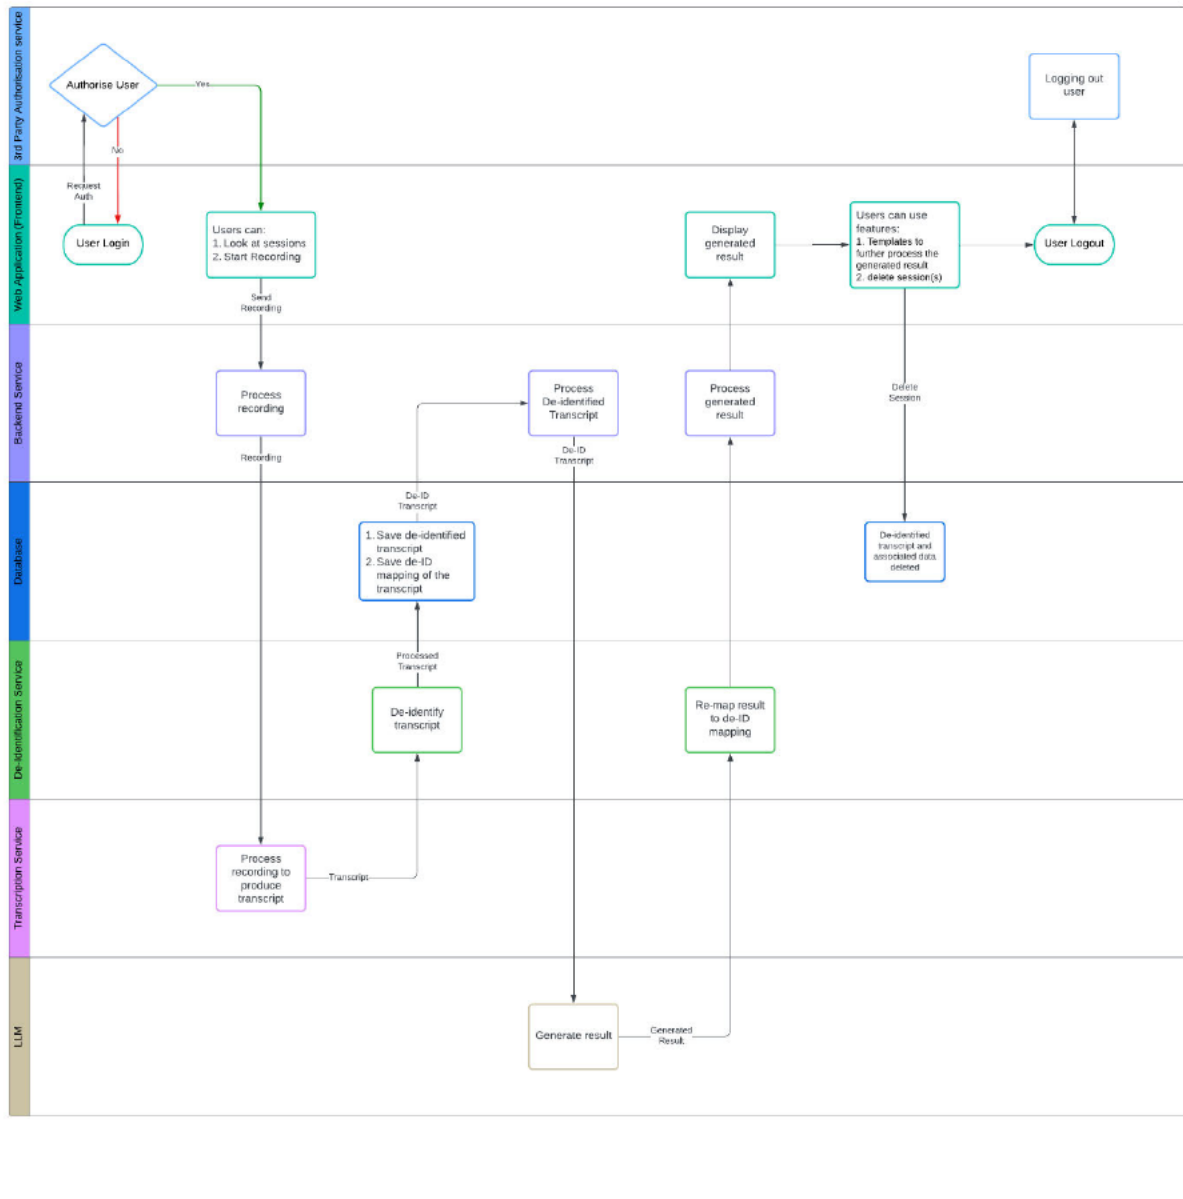 3rd Party Authorisation service
Authorise User
Yes
No
Request
Auth
Logging out
user
Web Application (Frontend)
User Login
Users can:
1. Look at sessions
2. Start Recording
Send
Recording
Display
generated
result
Users can use
features:
1. Templates to
further process the
generated result
2. delete session(s)
User Logout
Backend Service
Process
recording
Recording
Process
De-identified
Transcript
De-ID
Transcript
Process
generated
result
Delete
Session
Database
De-ID
Transcript
1. Save de-identified
transcript
2. Save de-ID
mapping of the
transcript
De-identified
transcript and
associated data
deleted
De-Identification Service
Processed
Transcript
De-identify
transcript
Re-map result
to de-ID
mapping
Transcription Service
Process
recording to
produce
transcript
Transcript
LLM
Generate result
Generated
Result